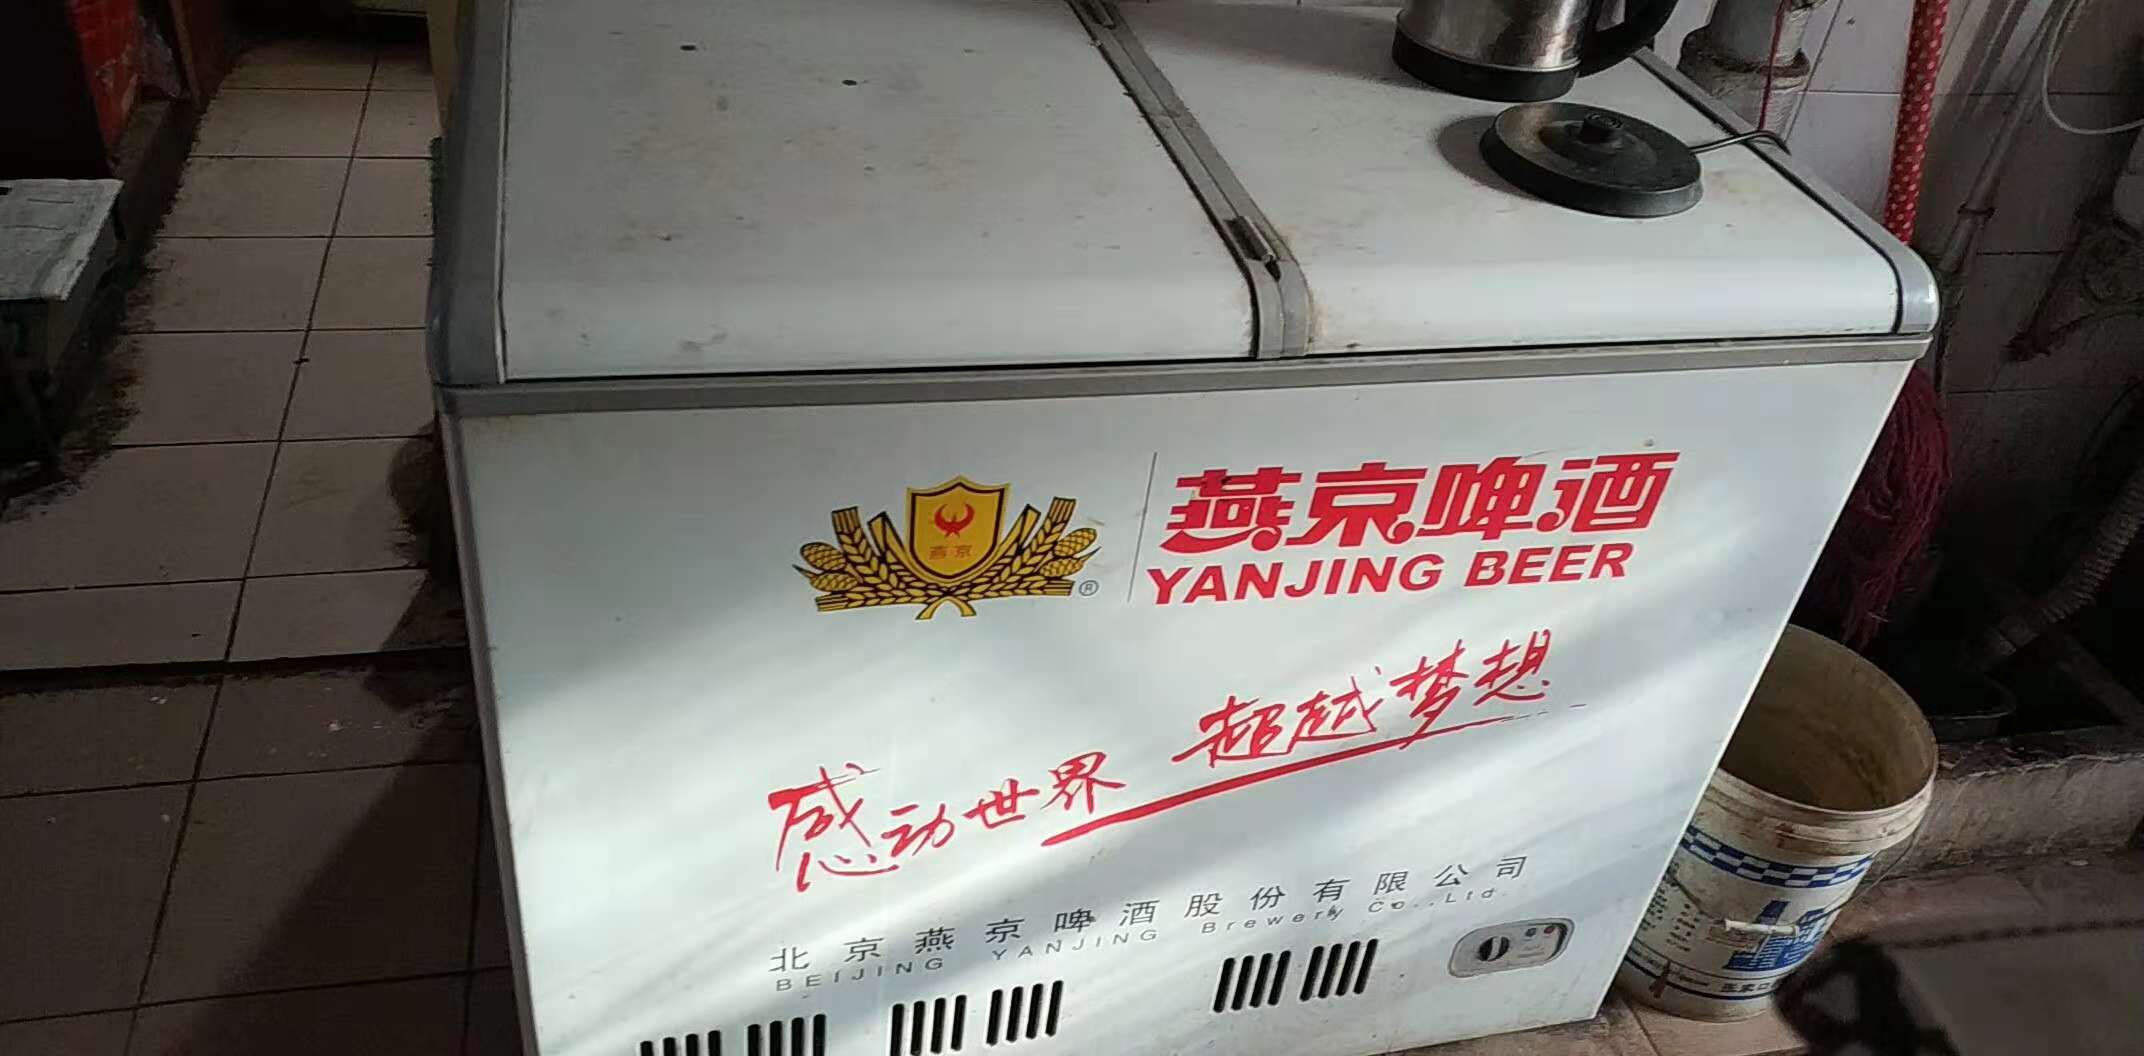 燕京
®
燕京啤酒
YANJING BEER
感动世界 超越梦想
北京燕京啤酒股份有限公司
BEIJING YANJING Brewery Co.,Ltd.